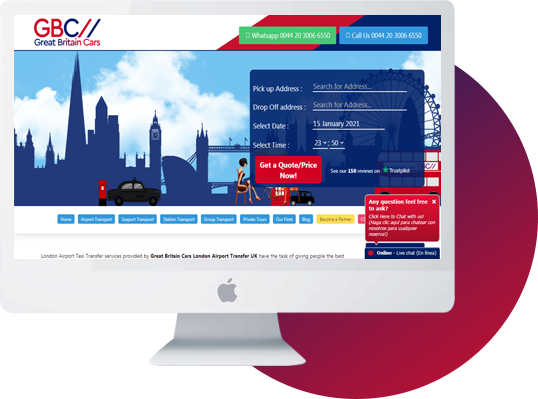 GBC//
Great Britain Cars
Whatsapp 0044 20 3006 6550
Call Us 0044 20 3006 6550
Pick up Address : Search for Address...
Drop Off address : Search for Address...
Select Date : 15 January 2021
Select Time : 23 : 50
Get a Quote/Price
Now!
See our 158 reviews on Trustpilot
Any question feel free
to ask?
Click Here to Chat with us!
(Haga clic aquí para chatear con
nosotros para cualquier
reserva!)
Home Airport Transport Seaport Transport Station Transport Group Transport Private Tours Our Fleet Blog Become a Partner
Online - Live chat (En línea)
London Airport Taxi Transfer services provided by Great Britain Cars London Airport Transfer UK have the task of giving people the best